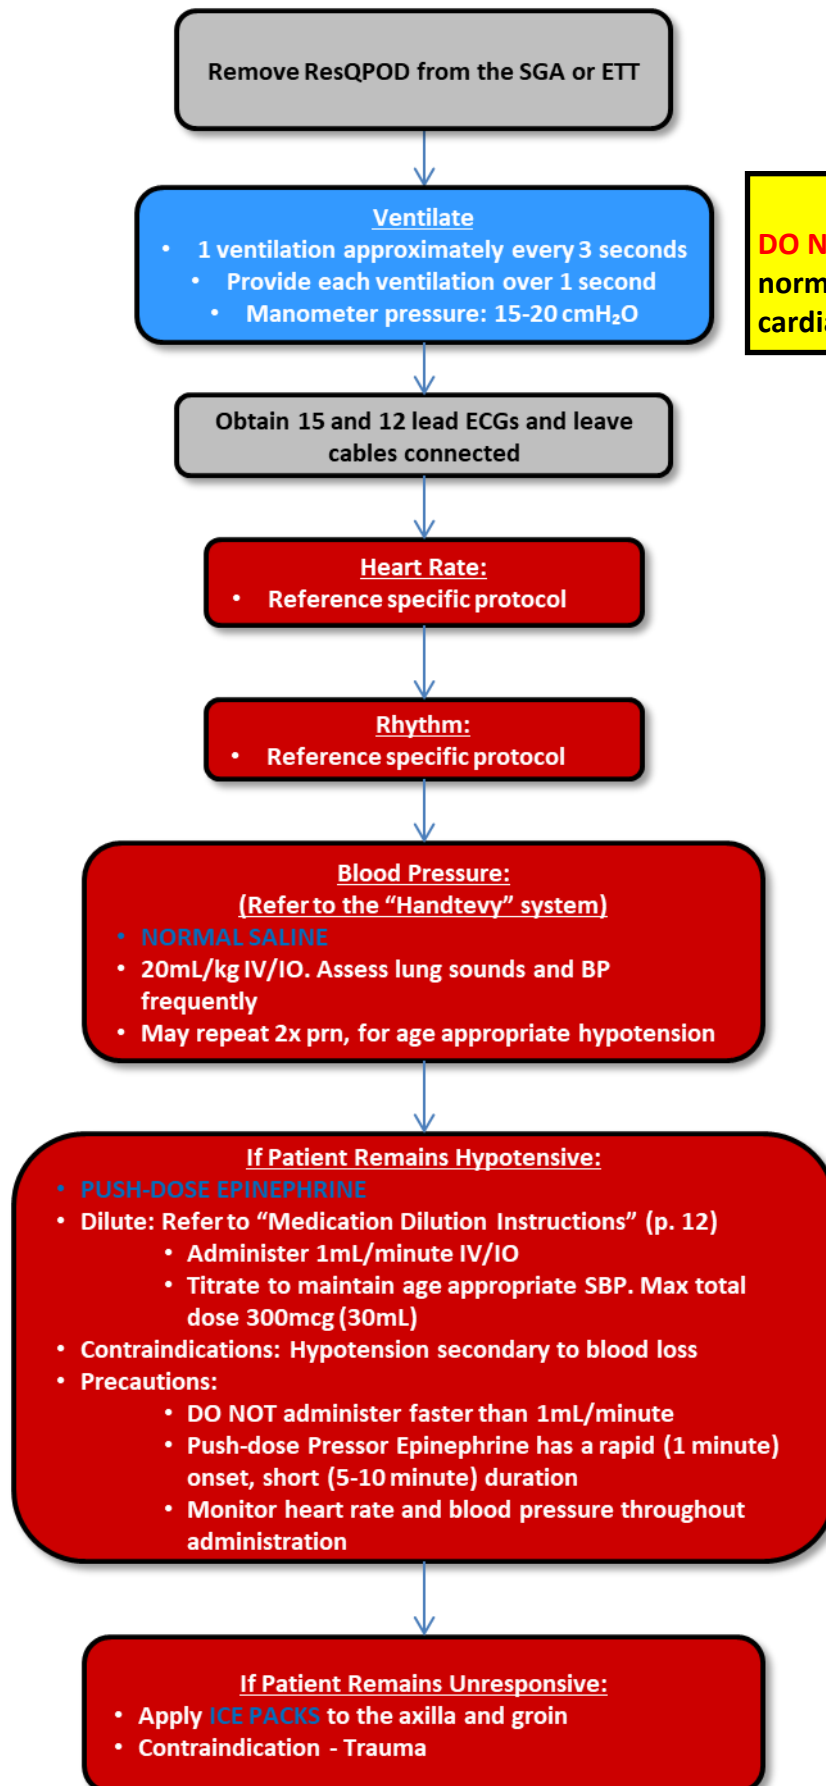 Remove ResQPOD from the SGA or ETT
Ventilate
• 1 ventilation approximately every 3 seconds
• Provide each ventilation over 1 second
• Manometer pressure: 15-20 cmH₂O
DO N
norm
cardia
Obtain 15 and 12 lead ECGs and leave
cables connected
Heart Rate:
• Reference specific protocol
Rhythm:
• Reference specific protocol
Blood Pressure:
(Refer to the “Handtevy” system)
• NORMAL SALINE
• 20mL/kg IV/IO. Assess lung sounds and BP
frequently
• May repeat 2x prn, for age appropriate hypotension
If Patient Remains Hypotensive:
• PUSH-DOSE EPINEPHRINE
• Dilute: Refer to “Medication Dilution Instructions” (p. 12)
• Administer 1mL/minute IV/IO
• Titrate to maintain age appropriate SBP. Max total
dose 300mcg (30mL)
• Contraindications: Hypotension secondary to blood loss
• Precautions:
• DO NOT administer faster than 1mL/minute
• Push-dose Pressor Epinephrine has a rapid (1 minute)
onset, short (5-10 minute) duration
• Monitor heart rate and blood pressure throughout
administration
If Patient Remains Unresponsive:
• Apply ICE PACKS to the axilla and groin
• Contraindication - Trauma